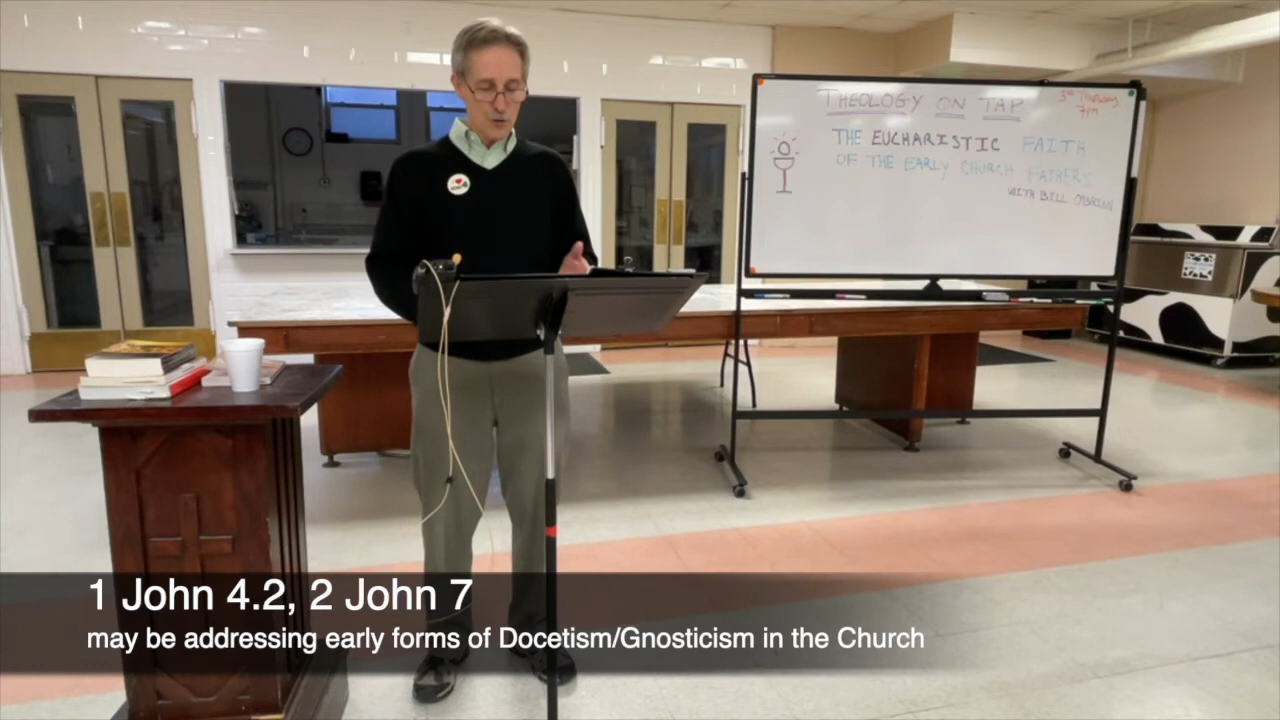 THEOLOGY ON TAP
3rd Thursday
7pm
THE EUCHARISTIC FAITH
OF THE EARLY CHURCH FATHERS
WITH BILL O'BRIEN
1 John 4.2, 2 John 7
may be addressing early forms of Docetism/Gnosticism in the Church